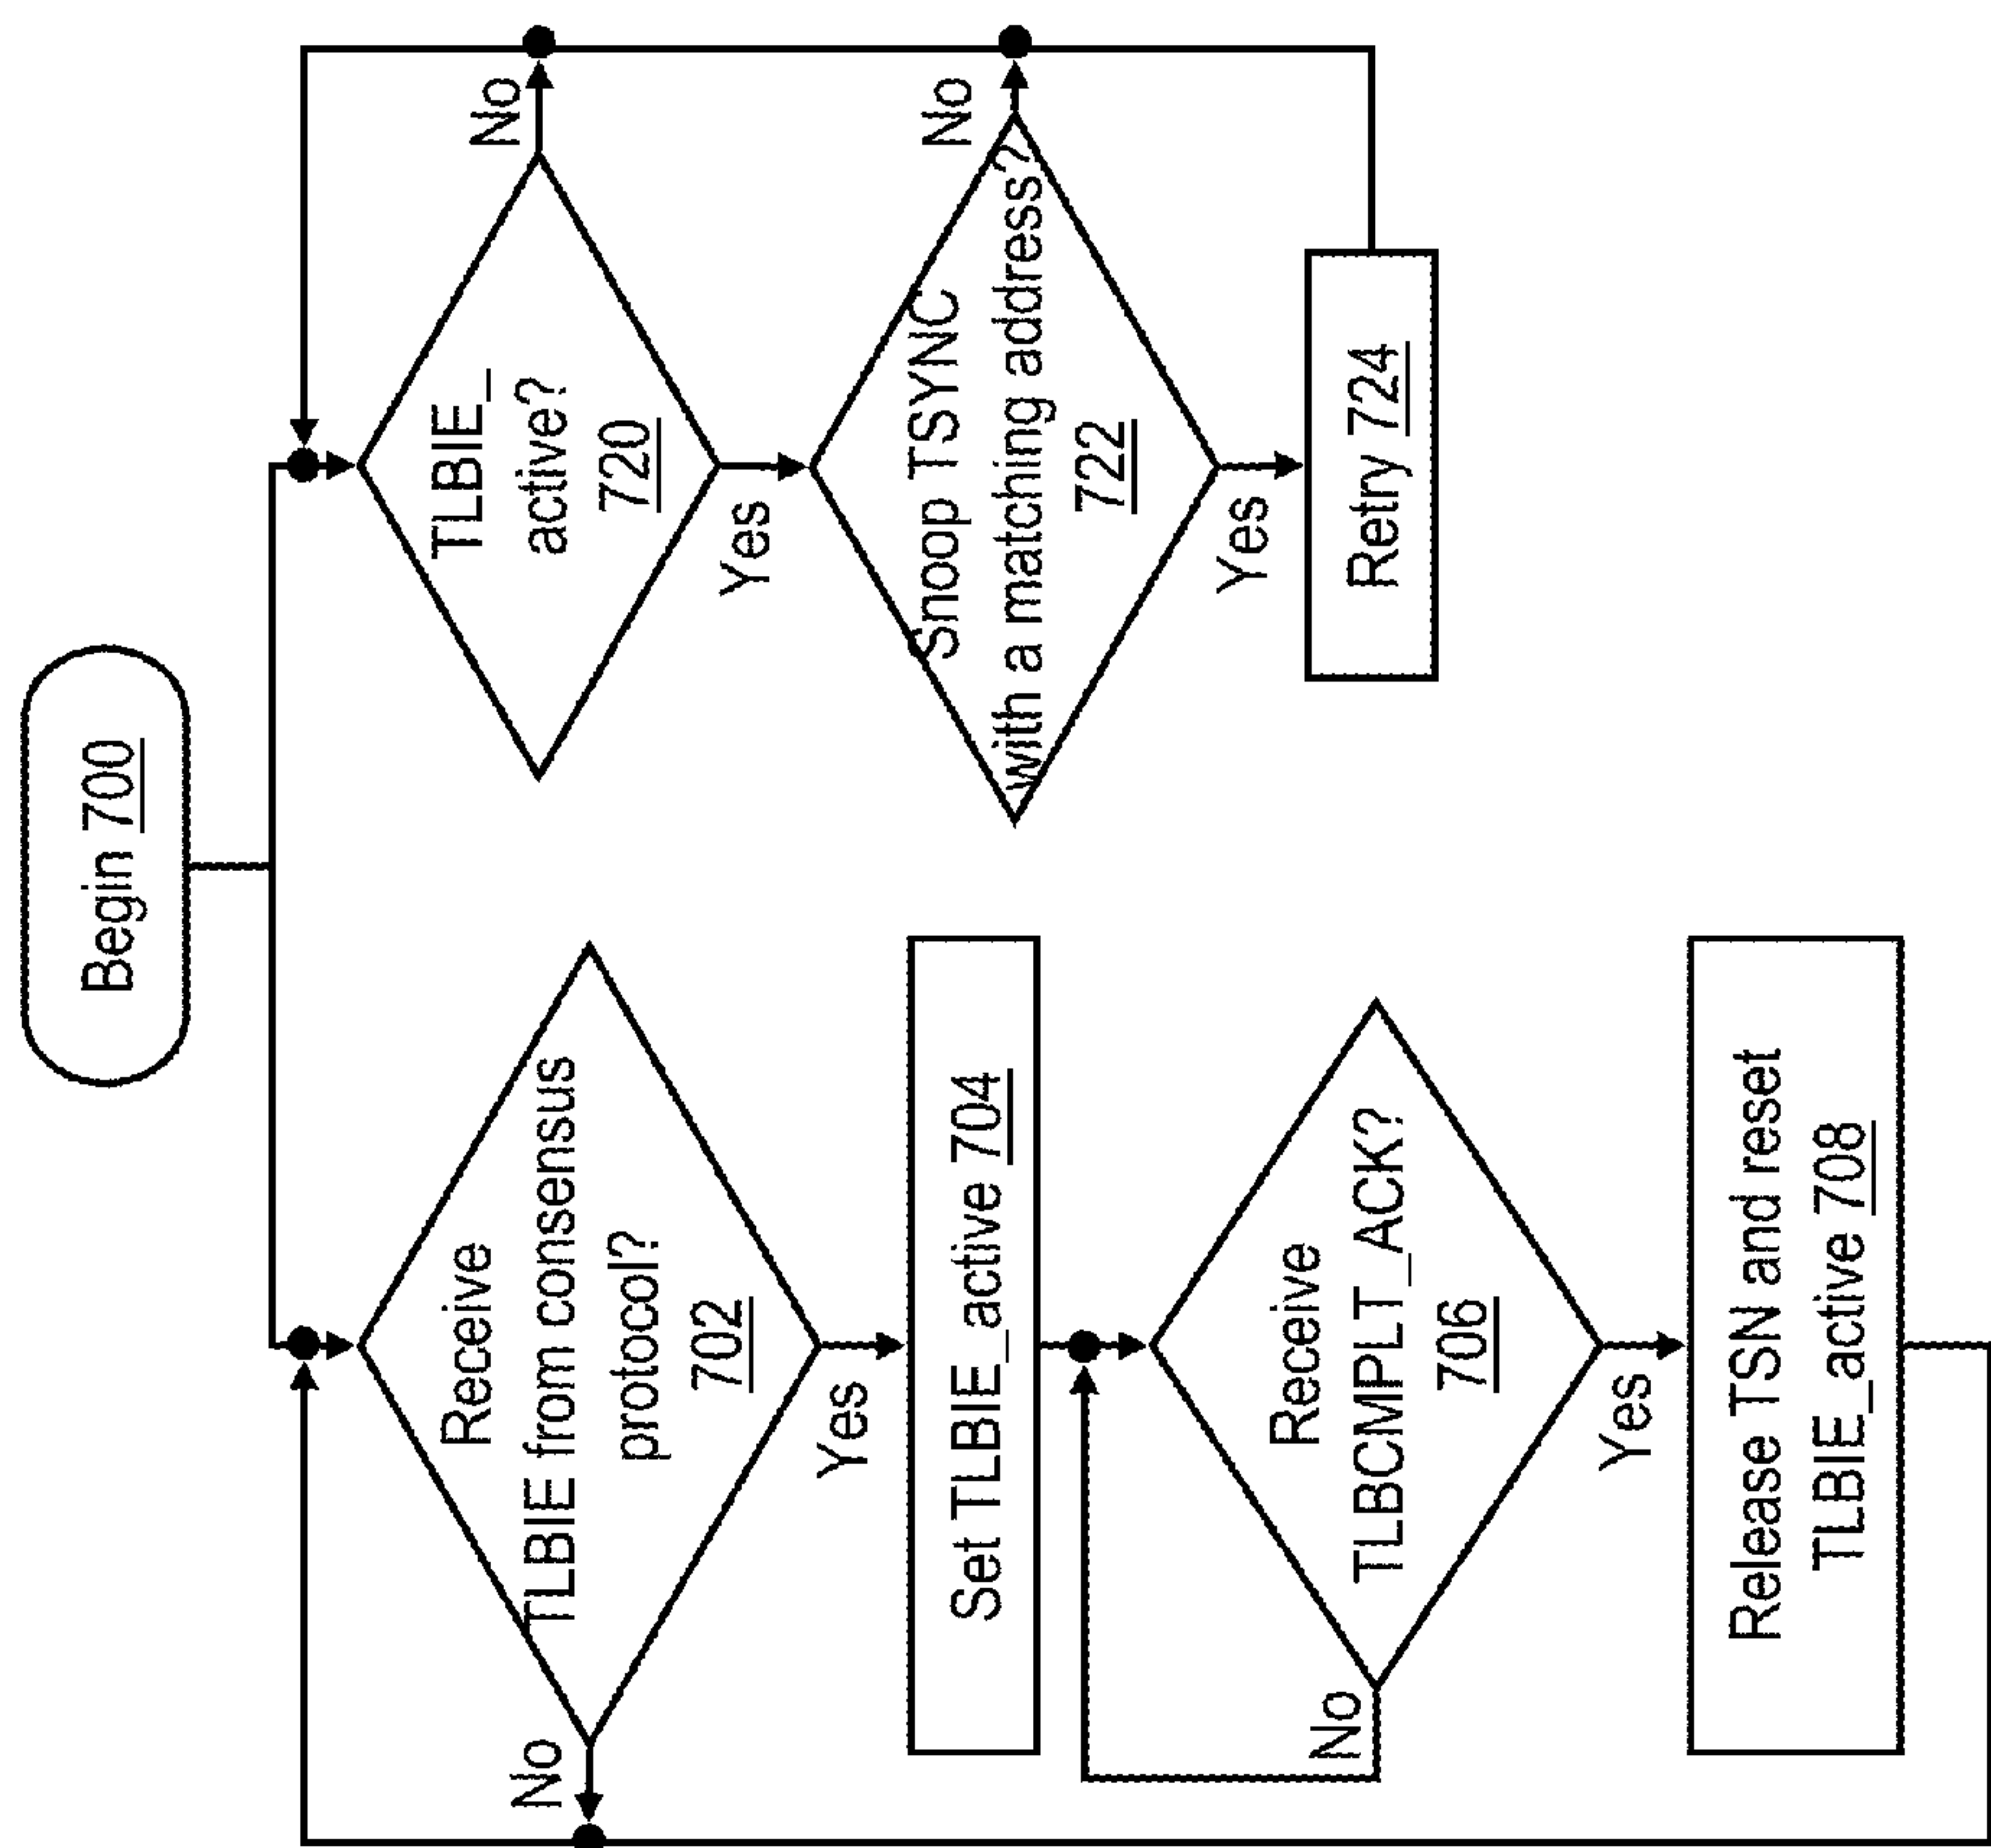 Begin 700
Receive
TLBIE from consensus
protocol?
702
No
Yes
Set TLBIE_active 704
Receive
TLBCMPLT_ACK?
706
No
Yes
Release TSN and reset
TLBIE_active 708
TLBIE_
active?
720
No
Yes
Snoop TSYNC
with a matching address?
722
No
Yes
Retry 724